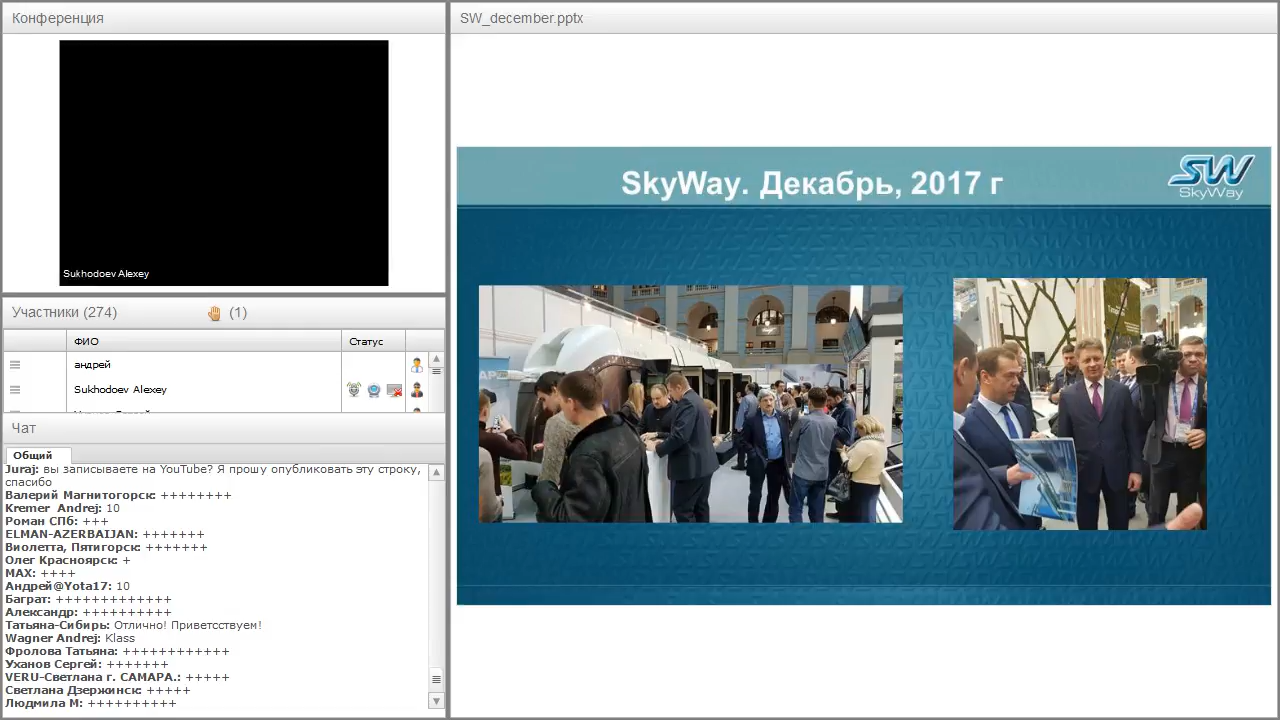 Конференция
Sukhodoev Alexey
Участники (274)
(1)
ФИО
Статус
андрей
Sukhodoev Alexey
Чат
Общий
Juraj: вы записываете на YouTube? Я прошу опубликовать эту строку,
спасибо
Валерий Магнитогорск: ++++++++
Kremer Andrej: 10
Роман СПб: +++
ELMAN-AZERBAIJAN: +++++++
Виолетта, Пятигорск: +++++++
Олег Красноярск: +
MAX: ++++
Андрей@Yota17: 10
Баграт: +++++++++++++
Александр: ++++++++++
Татьяна-Сибирь: Отлично! Приветсствуем!
Wagner Andrej: Klass
Фролова Татьяна: ++++++++++++
Уханов Сергей: +++++++
VERU-Светлана г. САМАРА.: +++++
Светлана Дзержинск: +++++
Людмила М: ++++++++++
SW_december.pptx
SkyWay. Декабрь, 2017 г
SW
SkyWay